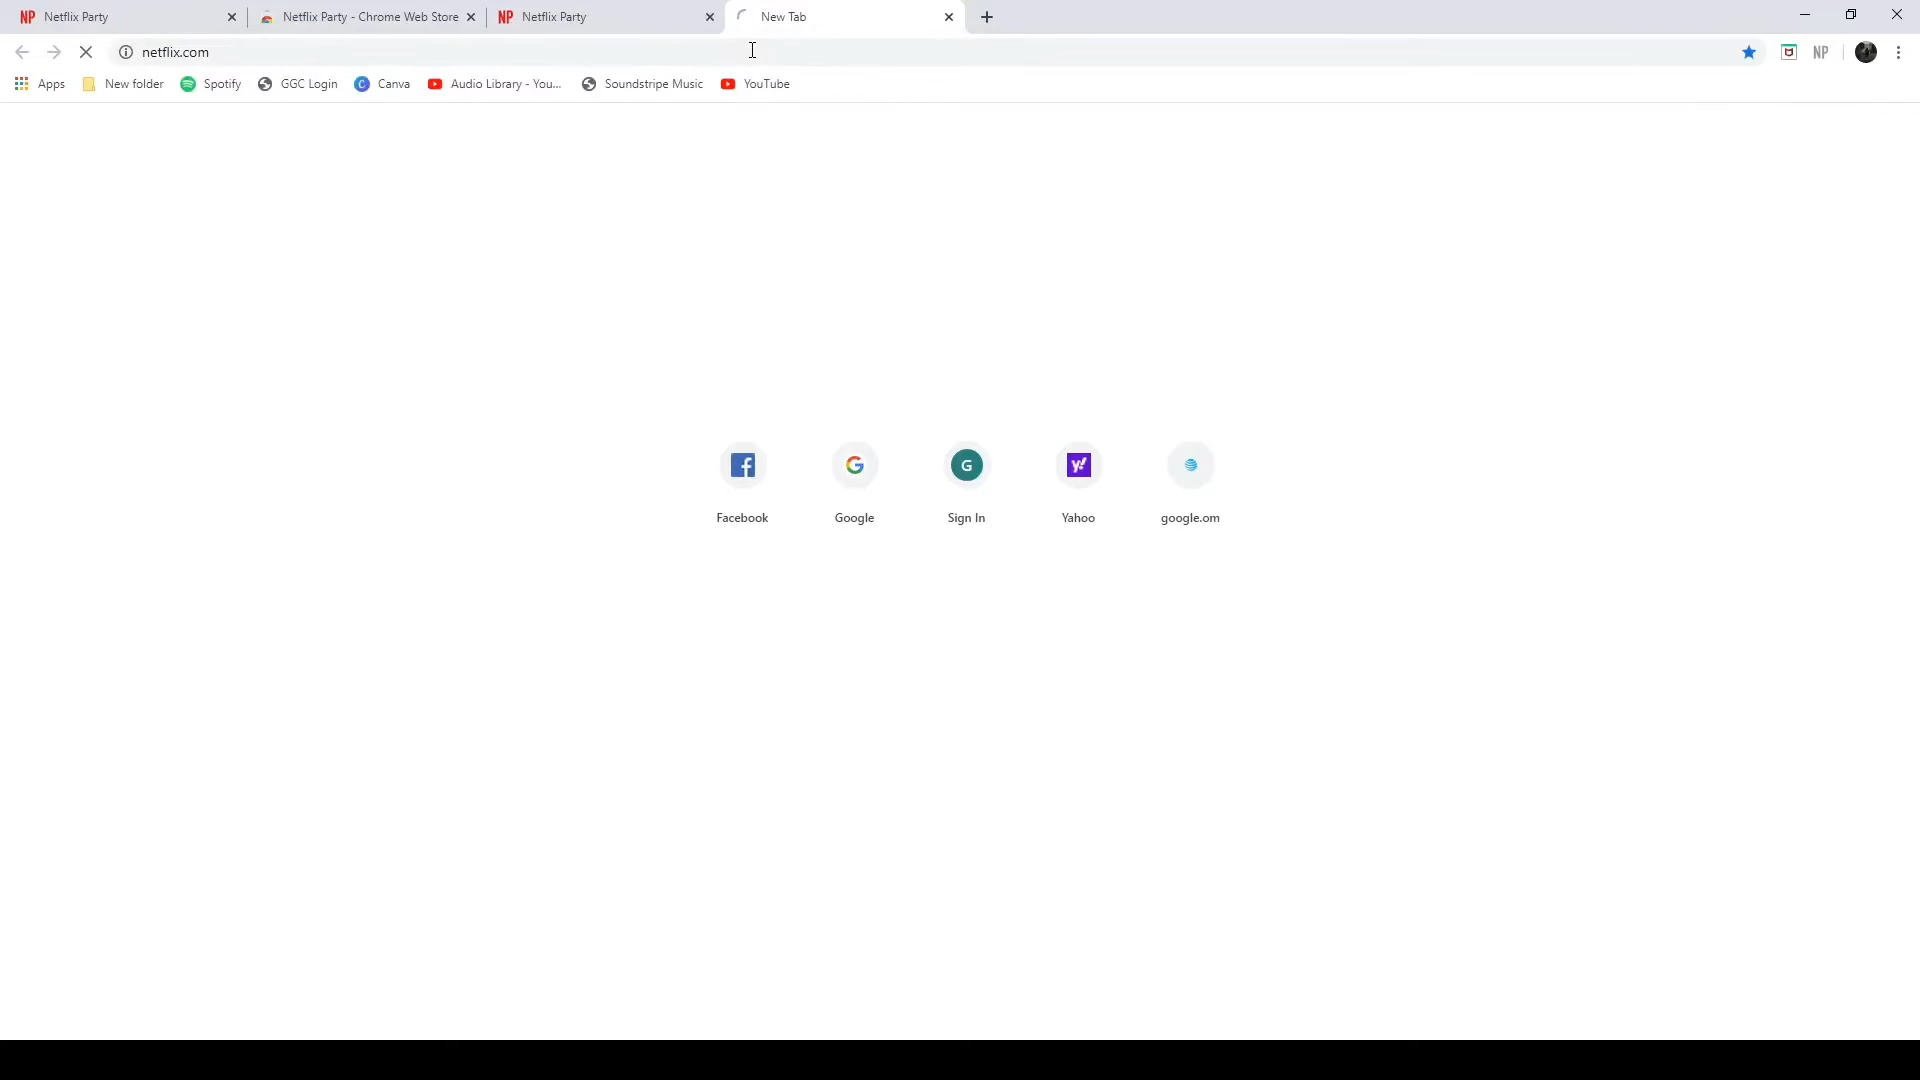 NP Netflix Party
Netflix Party - Chrome Web Store
NP Netflix Party
New Tab
netflix.com
NP
Apps
New folder
Spotify
GGC Login
C Canva
Audio Library - You...
Soundstripe Music
YouTube
G
G
y!
Facebook
Google
Sign In
Yahoo
google.om